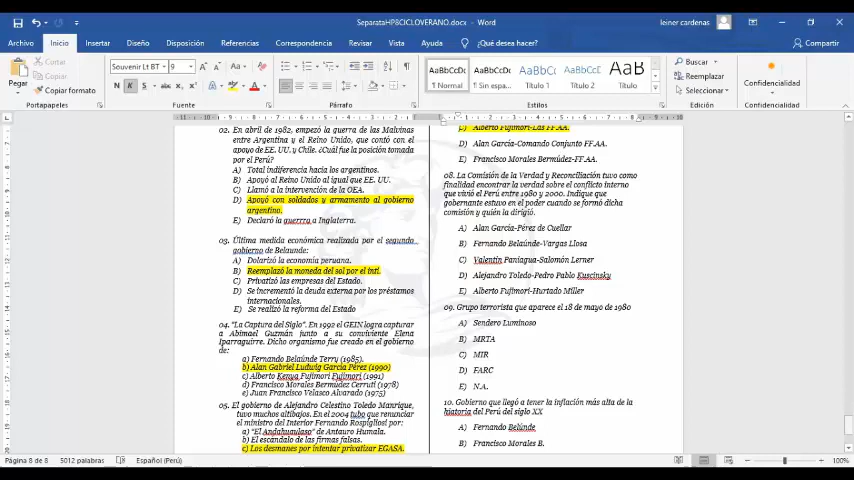 SeparataHP8CICLOVERANO.docx - Word
leiner cardenas
Archivo Inicio Insertar Diseño Disposición Referencias Correspondencia Revisar Vista Ayuda ¿Qué desea hacer? Compartir
Pegar
Cortar
Copiar
Copiar formato
Portapapeles
Souvenir Lt BT 9
N K S
Fuente
Párrafo
AaBbCcDc AaBbCcDc AaBbCc AaBbCcD AaB
¶ Normal ¶ Sin espa... Título 1 Título 2 Título
Estilos
Buscar
Reemplazar
Seleccionar
Edición
Confidencialidad
Confidencialidad
02. En abril de 1982, empezó la guerra de las Malvinas
entre Argentina y el Reino Unido, que contó con el
apoyo de EE. UU. y Chile. ¿Cuál fue la posición tomada
por el Perú?
A) Total indiferencia hacia los argentinos.
B) Apoyó al Reino Unido al igual que EE. UU.
C) Llamó a la intervención de la OEA.
D) Apoyó con soldados y armamento al gobierno
argentino.
E) Declaró la guerrra a Inglaterra.
03. Última medida económica realizada por el segundo
gobierno de Belaunde:
A) Dolarizó la economía peruana.
B) Reemplazó la moneda del sol por el inti.
C) Privatizó las empresas del Estado.
D) Se incrementó la deuda externa por los préstamos
internacionales.
E) Se realizó la reforma del Estado
04. "La Captura del Siglo". En 1992 el GEIN logra capturar
a Abimael Guzmán junto a su conviviente Elena
Iparraguirre. Dicho organismo fue creado en el gobierno
de:
a) Fernando Belaúnde Terry (1985).
b) Alan Gabriel Ludwig García Pérez (1990)
c) Alberto Kenya Fujimori Fujimori (1991)
d) Francisco Morales Bermúdez Cerruti (1978)
e) Juan Francisco Velasco Alvarado (1975)
05. El gobierno de Alejandro Celestino Toledo Manrique,
tuvo muchos altibajos. En el 2004 tubo que renunciar
el ministro del Interior Fernando Rospigliosi por:
a) "El Andahuaylaso" de Antauro Humala.
b) El escándalo de las firmas falsas.
c) Los desmanes por intentar privatizar EGASA.
C) Alberto Fujimori-Las FF.AA.
D) Alan García-Comando Conjunto FF.AA.
E) Francisco Morales Bermúdez-FF.AA.
08. La Comisión de la Verdad y Reconciliación tuvo como
finalidad encontrar la verdad sobre el conflicto interno
que vivió el Perú entre 1980 y 2000. Indique que
gobernante estuvo en el poder cuando se formó dicha
comisión y quién la dirigió.
A) Alan García-Pérez de Cuellar
B) Fernando Belaúnde-Vargas Llosa
C) Valentín Paniagua-Salomón Lerner
D) Alejandro Toledo-Pedro Pablo Kuscinsky
E) Alberto Fujimori-Hurtado Miller
09. Grupo terrorista que aparece el 18 de mayo de 1980
A) Sendero Luminoso
B) MRTA
C) MIR
D) FARC
E) N.A.
10. Gobierno que llegó a tener la inflación más alta de la
historia del Perú del siglo XX
A) Fernando Belúnde
B) Francisco Morales B.
Página 8 de 8 5012 palabras Español (Perú) 100%